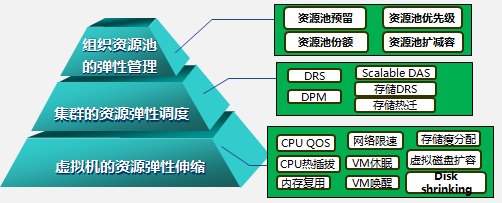 组织资源池
的弹性管理
资源池预留
资源池优先级
资源池份额
资源池扩减容
集群的资源弹性调度
DRS
Scalable DAS
DPM
存储DRS
存储热迁
虚拟机的资源弹性伸缩
CPU QOS
网络限速
存储瘦分配
CPU热插拔
VM休眠
虚拟磁盘扩容
内存复用
VM唤醒
Disk
shrinking